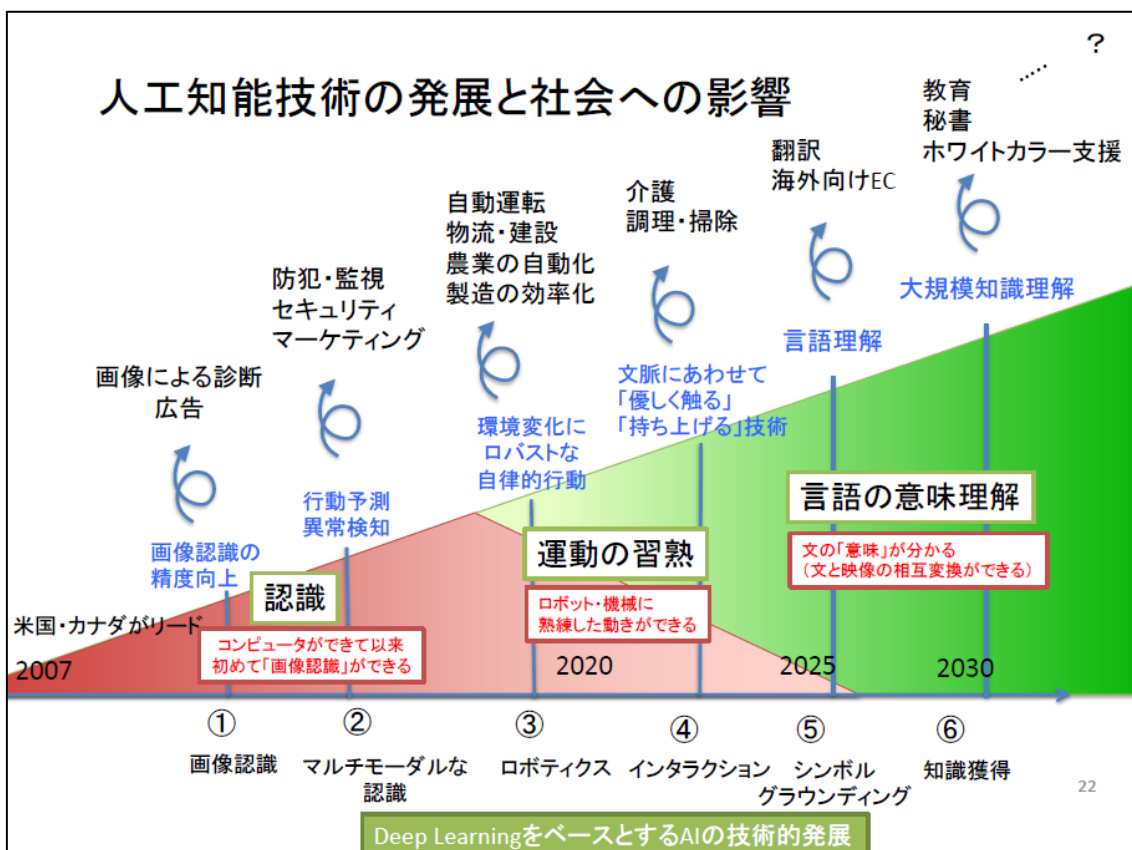 ?
.....
人工知能技術の発展と社会への影響
教育
秘書
ホワイトカラー支援
翻訳
海外向けEC
介護
調理・掃除
自動運転
物流・建設
農業の自動化
製造の効率化
防犯・監視
セキュリティ
マーケティング
画像による診断
広告
大規模知識理解
言語理解
文脈にあわせて
「優しく触る」
「持ち上げる」技術
環境変化に
ロバストな
自律的行動
行動予測
異常検知
画像認識の
精度向上
認識
運動の習熟
言語の意味理解
コンピュータができて以来
初めて「画像認識」ができる
ロボット・機械に
熟練した動きができる
文の「意味」が分かる
(文と映像の相互変換ができる)
米国・カナダがリード
2007
2020
2025
2030
①
画像認識
②
マルチモーダルな
認識
③
ロボティクス
④
インタラクション
⑤
シンボル
グラウンディング
⑥
知識獲得
22
Deep LearningをベースとするAIの技術的発展